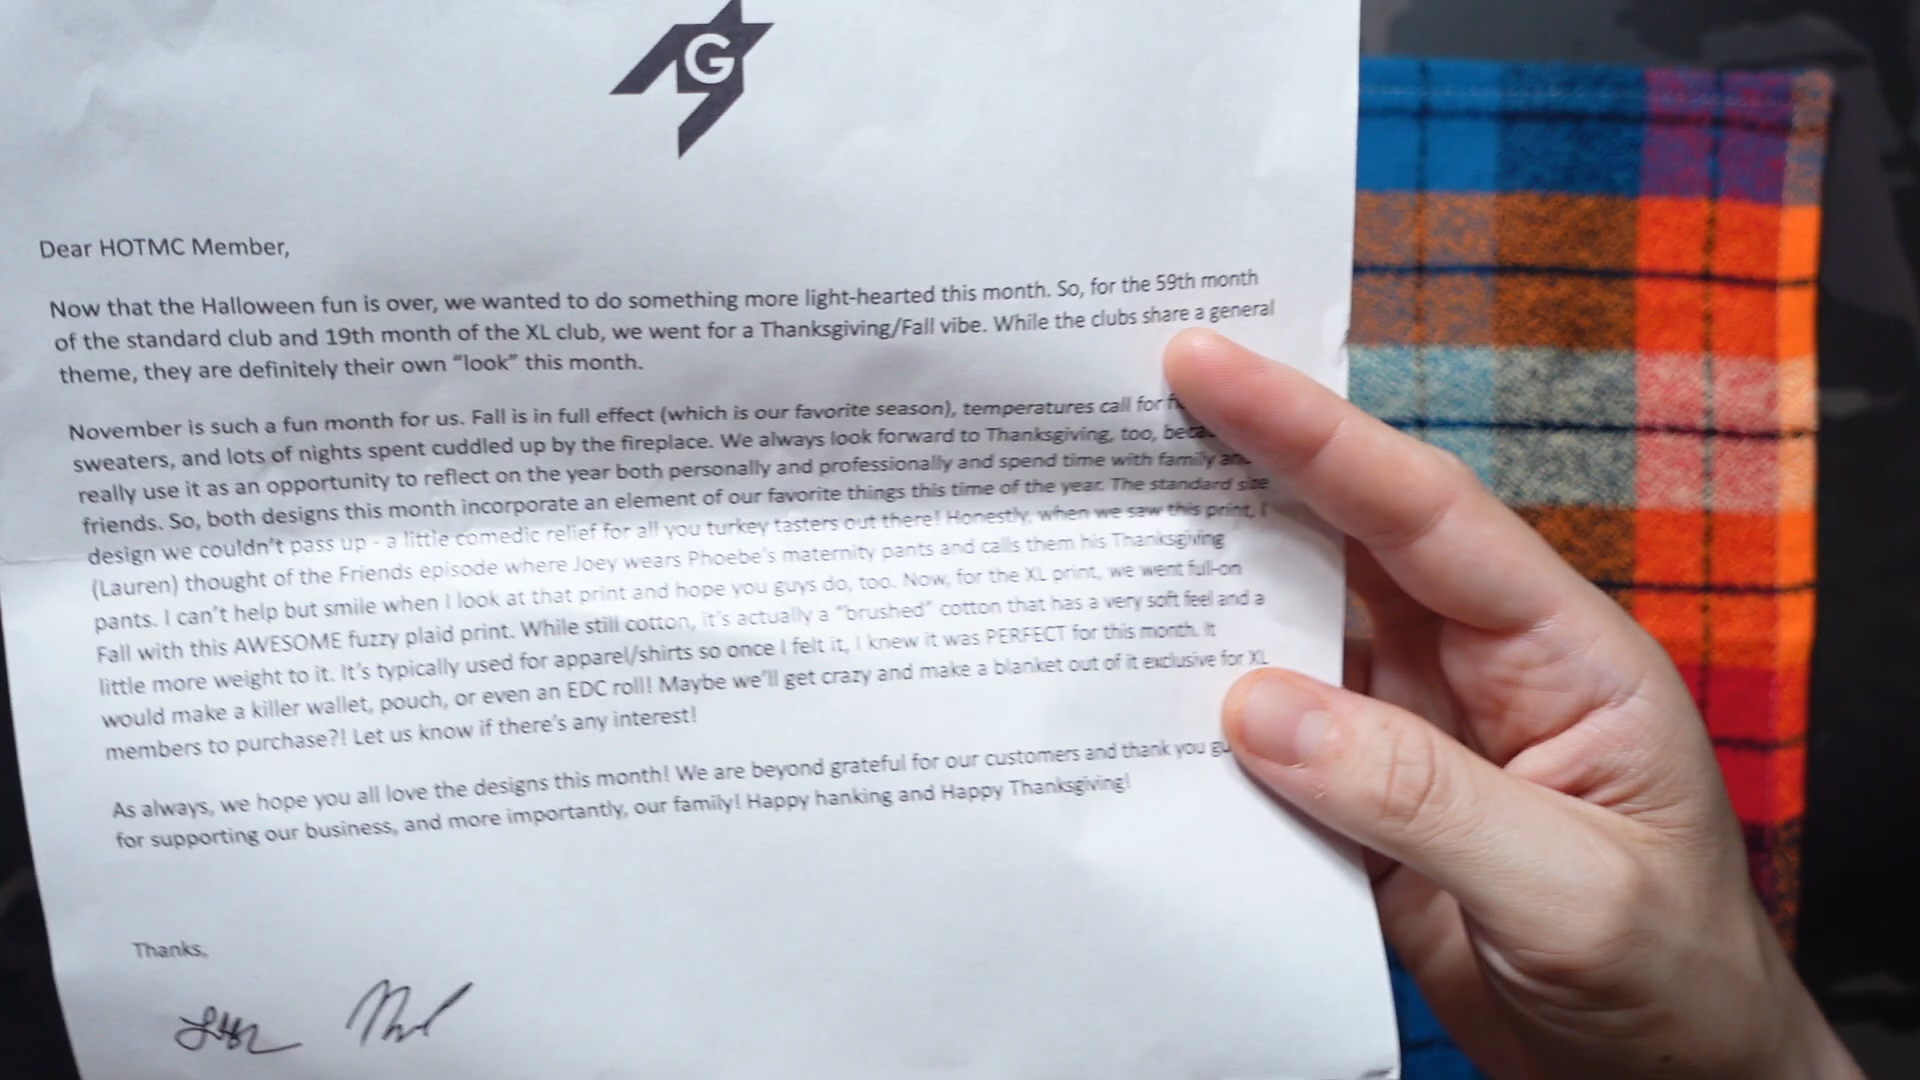 G
Dear HOTMC Member,
Now that the Halloween fun is over, we wanted to do something more light-hearted this month. So, for the 59th month
of the standard club and 19th month of the XL club, we went for a Thanksgiving/Fall vibe. While the clubs share a general
theme, they are definitely their own “look” this month.
November is such a fun month for us. Fall is in full effect (which is our favorite season), temperatures call for
sweaters, and lots of nights spent cuddled up by the fireplace. We always look forward to Thanksgiving, too,
really use it as an opportunity to reflect on the year both personally and professionally and spend time with family and
friends. So, both designs this month incorporate an element of our favorite things this time of the year. The standard size
design we couldn’t pass up - a little comedic relief for all you turkey tasters out there! Honestly, when we saw this print, I
(Lauren) thought of the Friends episode where Joey wears Phoebe’s maternity pants and calls them his Thanksgiving
pants. I can’t help but smile when I look at that print and hope you guys do, too. Now, for the XL print, we went full-on
Fall with this AWESOME fuzzy plaid print. While still cotton, it’s actually a “brushed” cotton that has a very soft feel and a
little more weight to it. It’s typically used for apparel/shirts so once I felt it, I knew it was PERFECT for this month. It
would make a killer wallet, pouch, or even an EDC roll! Maybe we’ll get crazy and make a blanket out of it exclusive for XL
members to purchase?! Let us know if there’s any interest!
As always, we hope you all love the designs this month! We are beyond grateful for our customers and thank you
for supporting our business, and more importantly, our family! Happy hanking and Happy Thanksgiving!
Thanks,